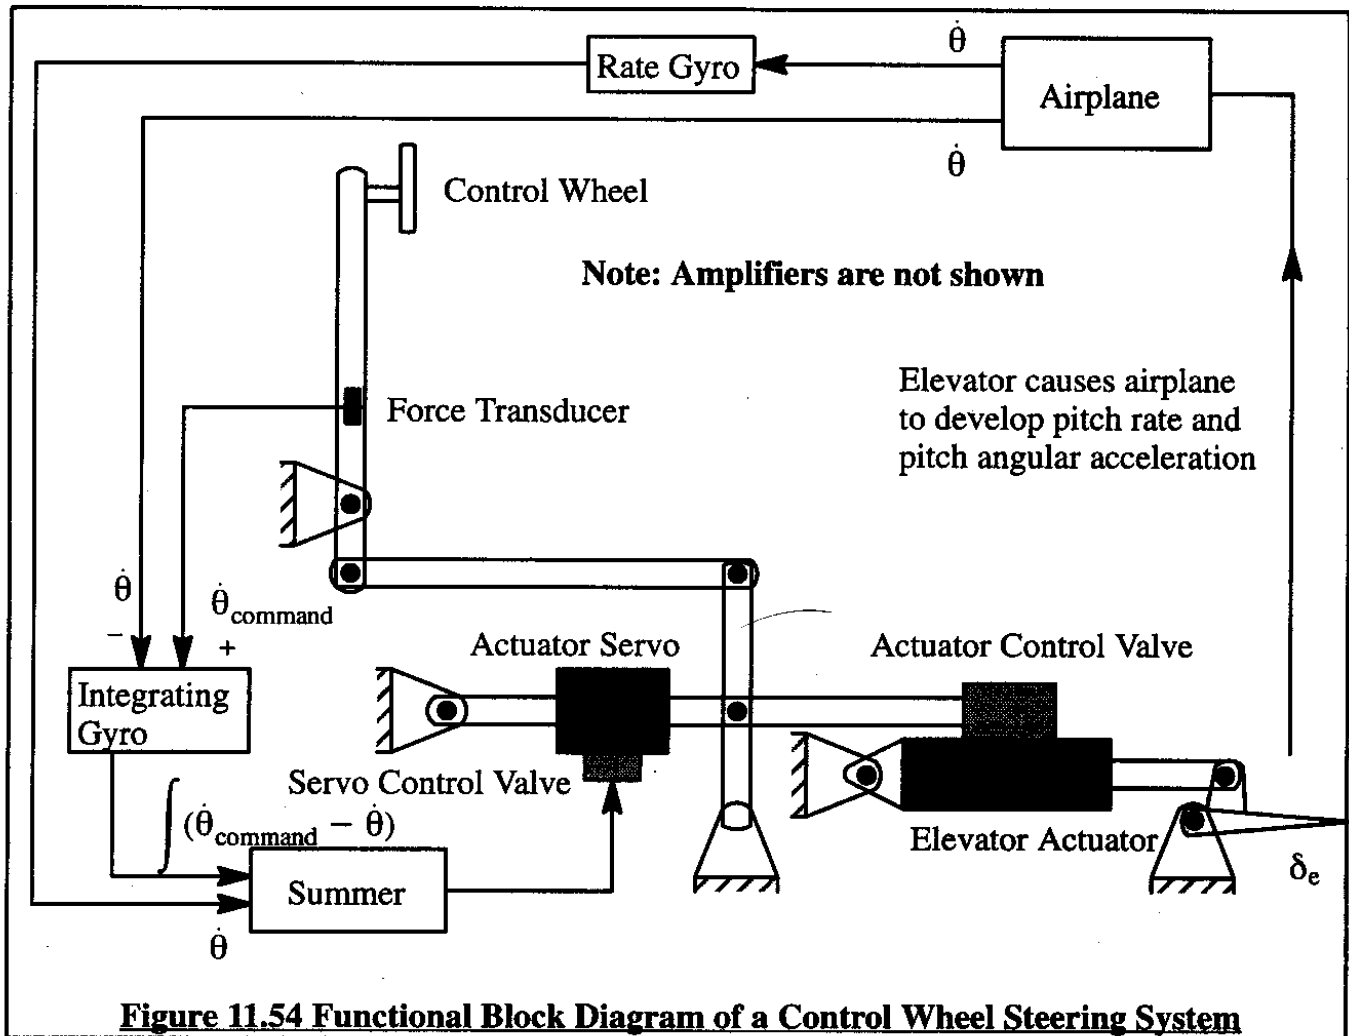 θ̇
Rate Gyro
Airplane
θ̇
Control Wheel
Note: Amplifiers are not shown
Elevator causes airplane
to develop pitch rate and
pitch angular acceleration
Force Transducer
θ̇
θ̇command
−
+
Actuator Servo
Actuator Control Valve
Integrating
Gyro
Servo Control Valve
∫(θ̇command − θ̇)
Elevator Actuator
δe
Summer
θ̇
Figure 11.54 Functional Block Diagram of a Control Wheel Steering System